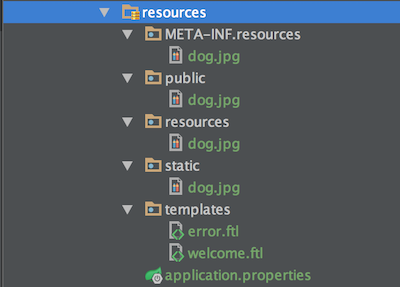 resources
META-INF.resources
dog.jpg
public
dog.jpg
resources
dog.jpg
static
dog.jpg
templates
error.ftl
welcome.ftl
application.properties